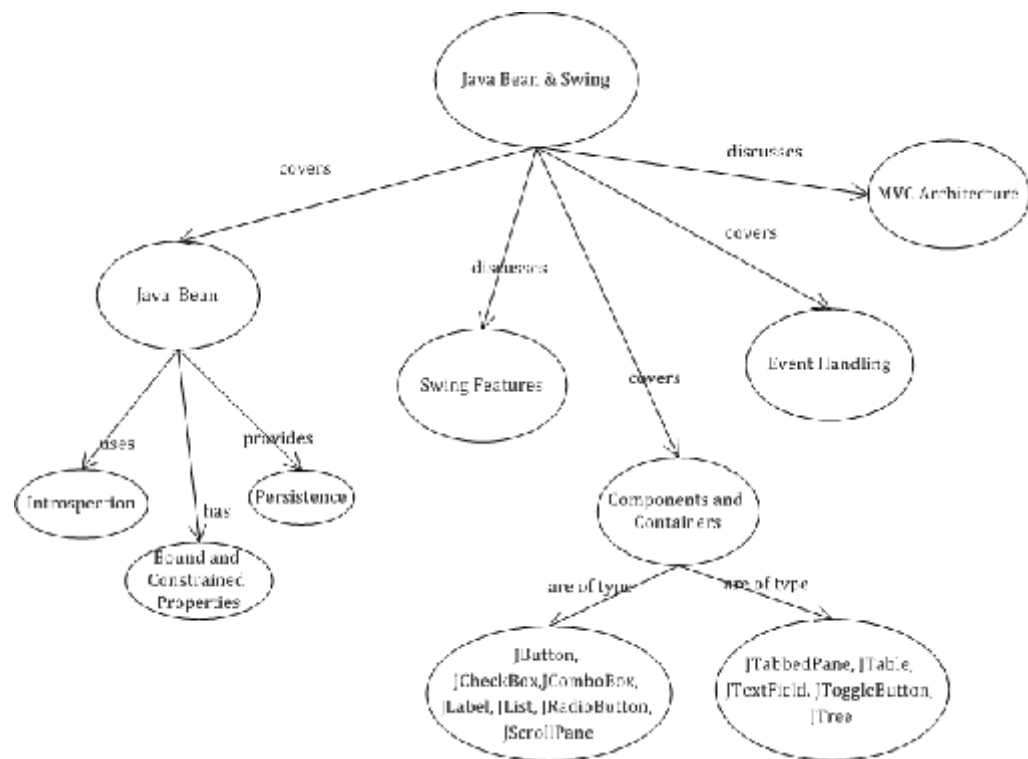 Java Bean & Swing
discusses
covers
MVC Architecture
covers
Java Bean
discusses
Event Handling
Swing Features
covers
uses
provides
Introspection
(Persistence)
has
Components and
Containers
Bound and
Constrained
Properties
are of type
are of type
JButton,
JCheckBox,JComboBox,
JLabel, JList, JRadioButton,
JScrollPane
JTabbedPane, JTable,
JTextField, JToggleButton,
JTree